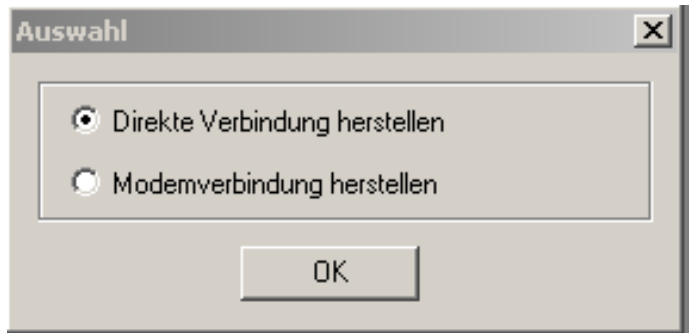 Auswahl
Direkte Verbindung herstellen
Modemverbindung herstellen
OK